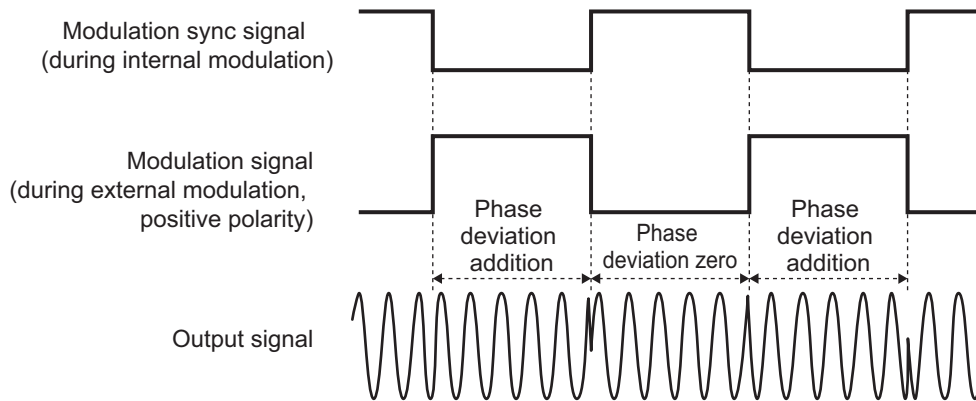 Modulation sync signal
(during internal modulation)
Modulation signal
(during external modulation,
positive polarity)
Phase
deviation
addition
Phase
deviation zero
Phase
deviation
addition
Output signal